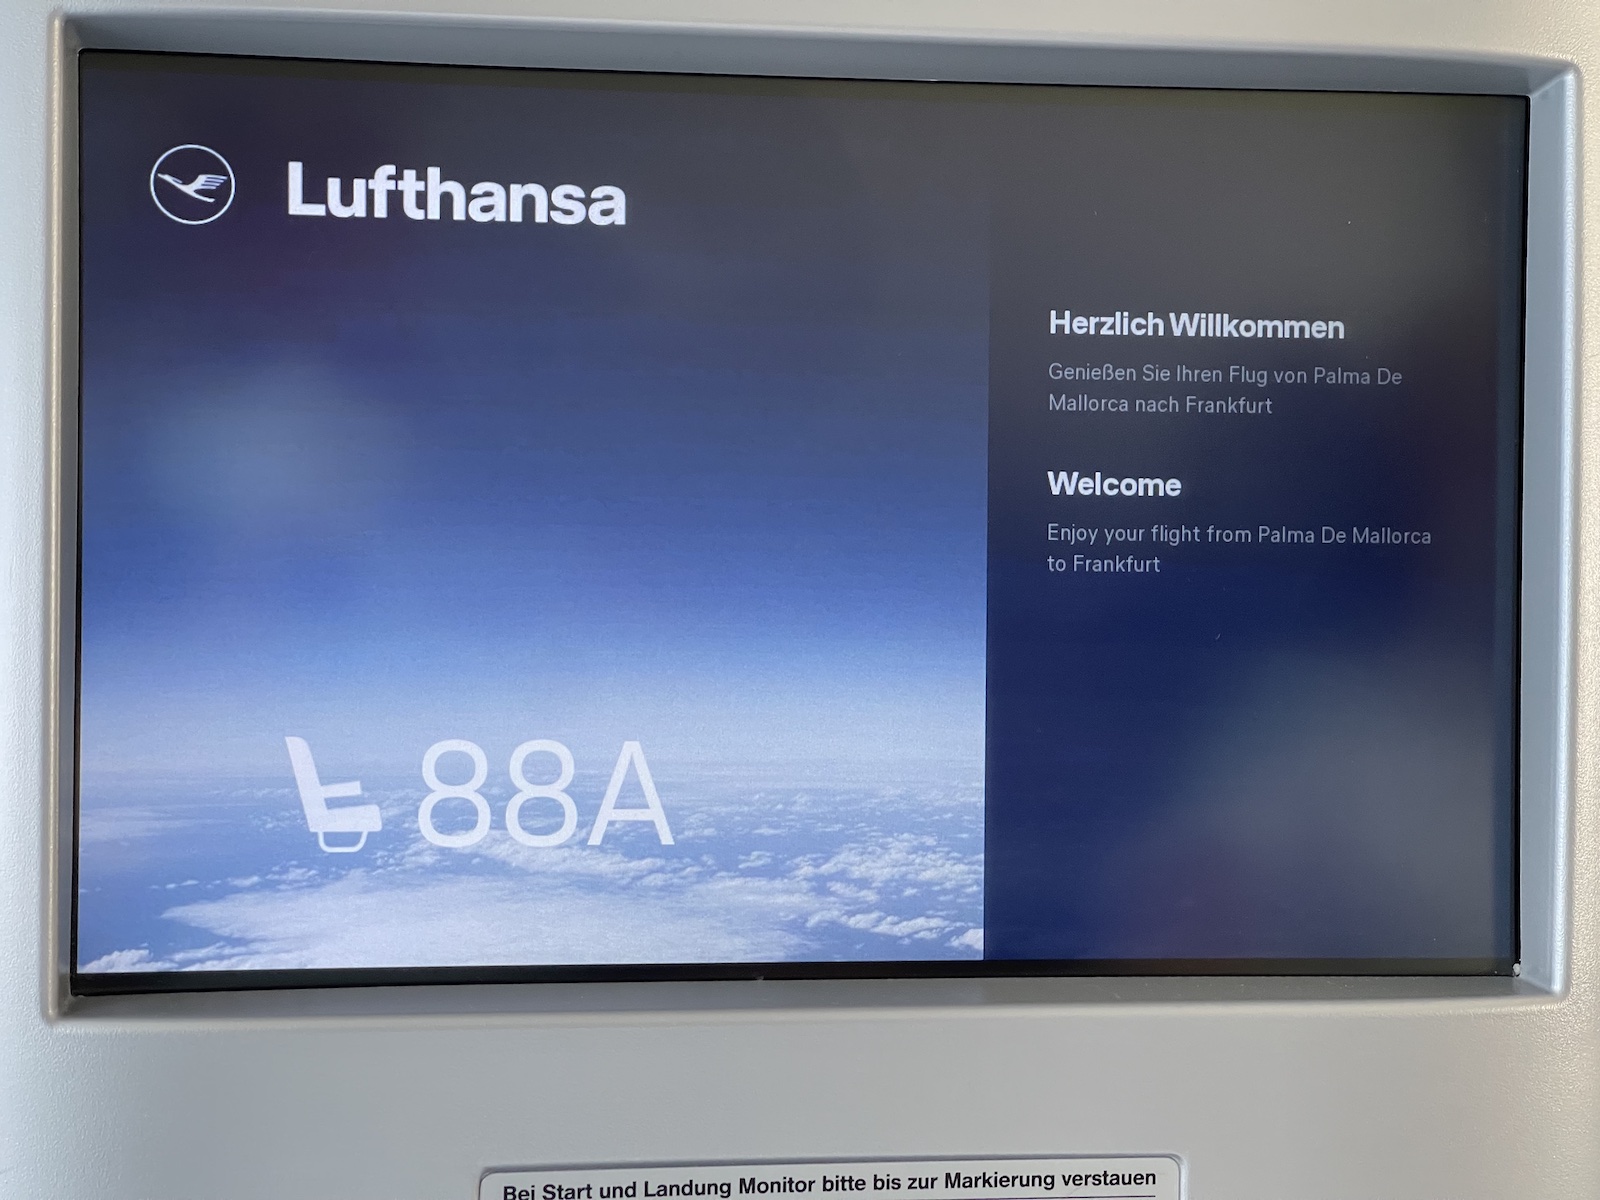 Lufthansa
Herzlich Willkommen
Genießen Sie Ihren Flug von Palma De
Mallorca nach Frankfurt
Welcome
Enjoy your flight from Palma De Mallorca
to Frankfurt
88A
Bei Start und Landung Monitor bitte bis zur Markierung verstauen